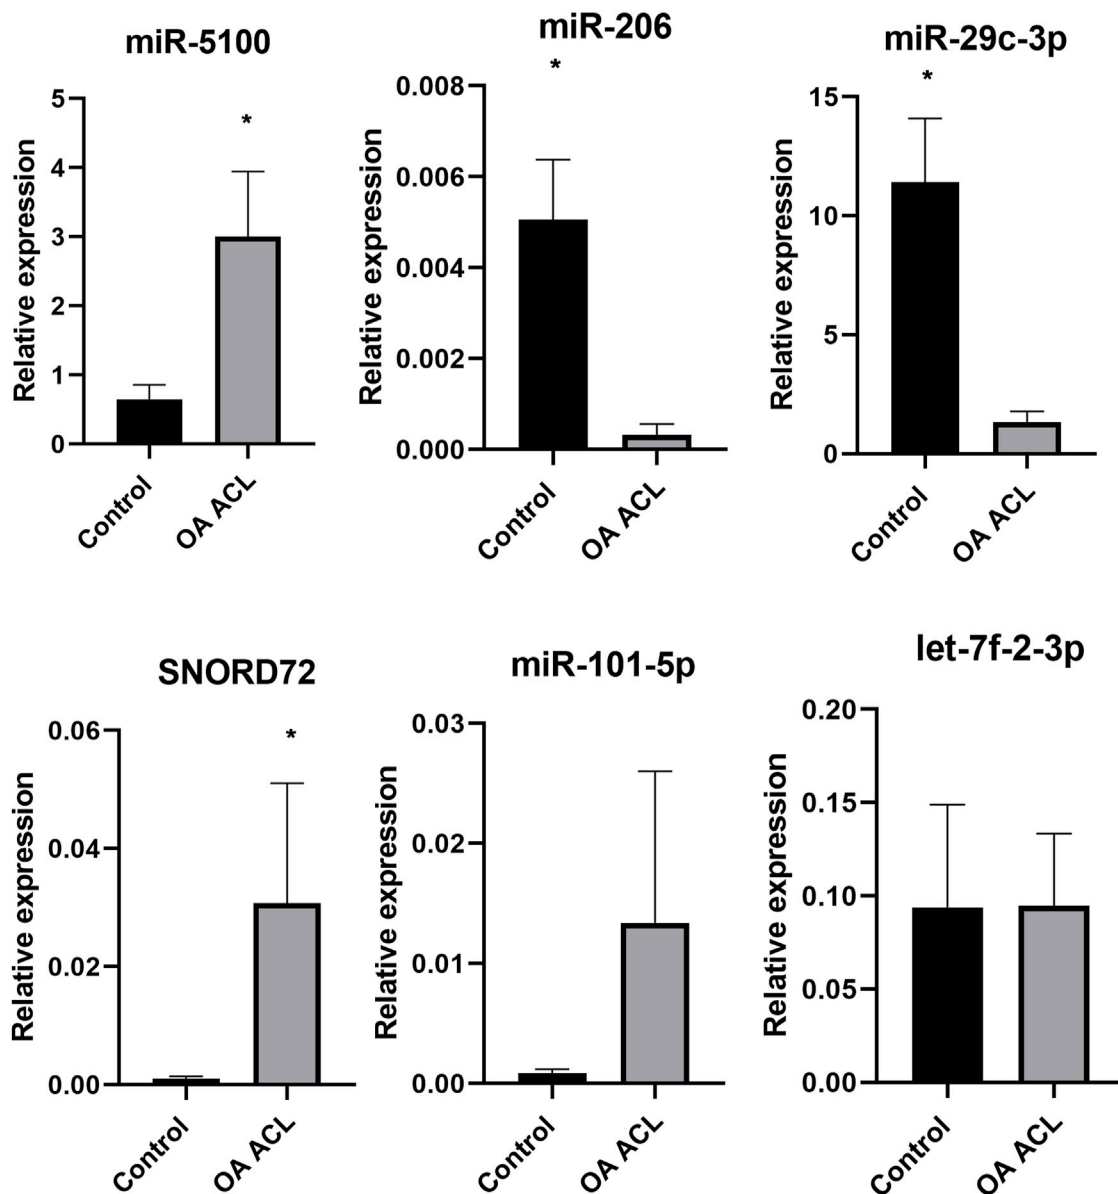 miR-5100
*
Relative expression
5
4
3
2
1
0
Control
OA ACL
miR-206
*
Relative expression
0.008
0.006
0.004
0.002
0.000
Control
OA ACL
miR-29c-3p
*
Relative expression
15
10
5
0
Control
OA ACL
SNORD72
*
Relative expression
0.06
0.04
0.02
0.00
Control
OA ACL
miR-101-5p
Relative expression
0.03
0.02
0.01
0.00
Control
OA ACL
let-7f-2-3p
Relative expression
0.20
0.15
0.10
0.05
0.00
Control
OA ACL